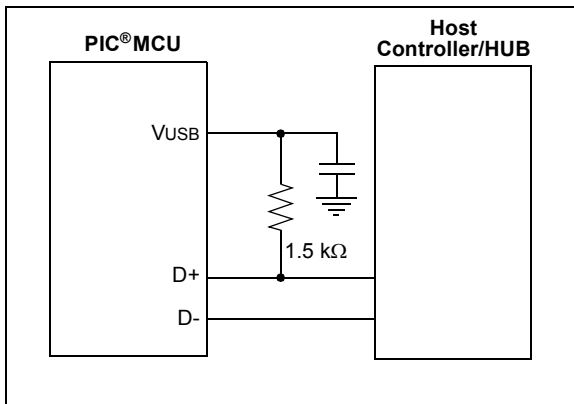 PIC®MCU
Host
Controller/HUB
VUSB
1.5 kΩ
D+
D-